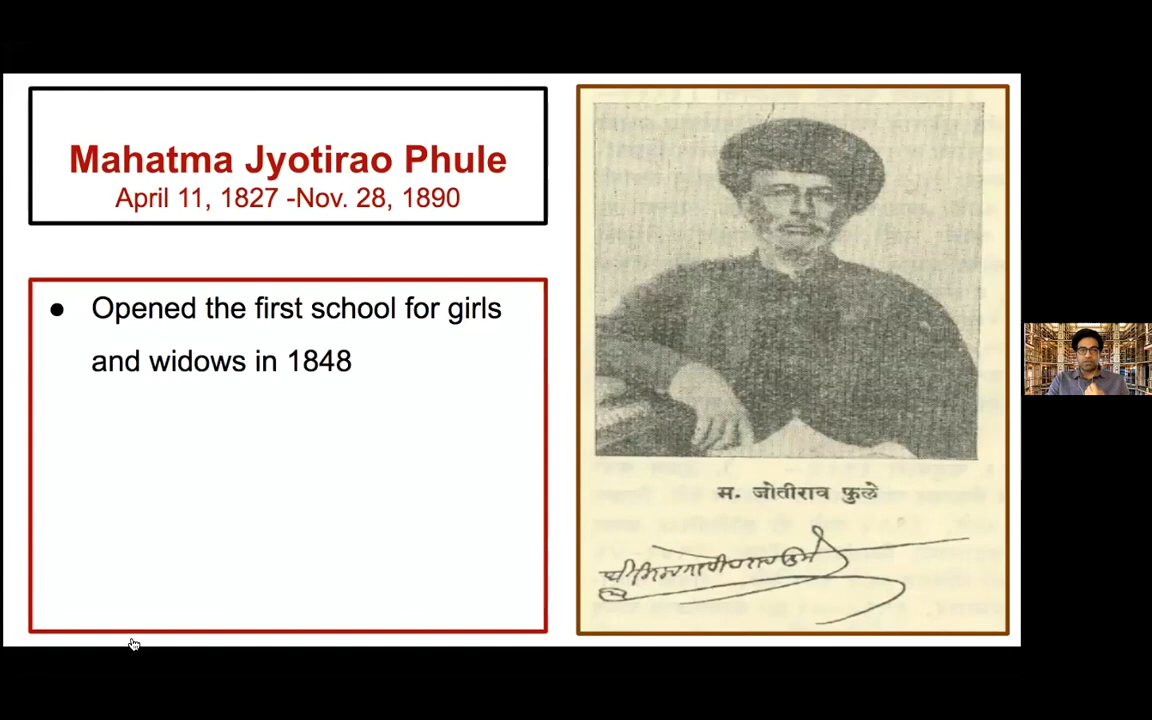 Mahatma Jyotirao Phule
April 11, 1827 -Nov. 28, 1890
● Opened the first school for girls
and widows in 1848
म. जोतीराव फुले